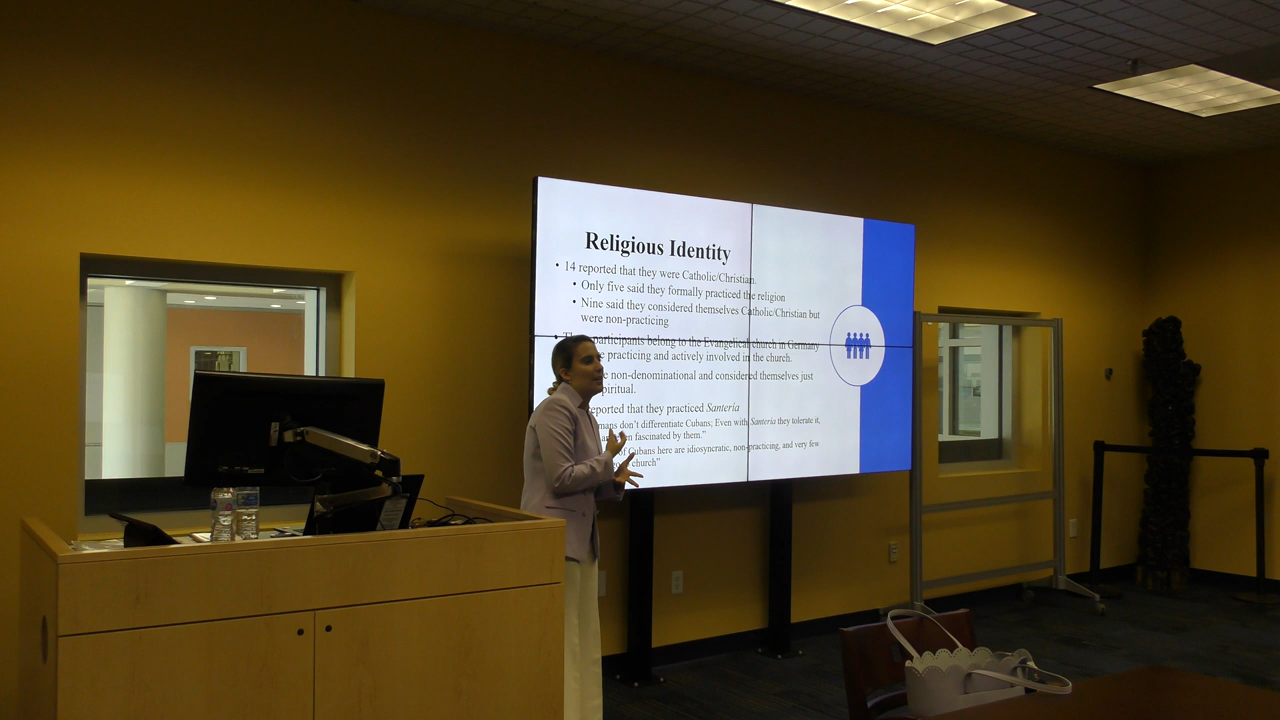 Religious Identity
• 14 reported that they were Catholic/Christian.
• Only five said they formally practiced the religion
• Nine said they considered themselves Catholic/Christian but
were non-practicing
participants belong to the Evangelical church in Germany
practicing and actively involved in the church.
non-denominational and considered themselves just
spiritual.
reported that they practiced Santería
don't differentiate Cubans; Even with Santería they tolerate it,
fascinated by them."
of Cubans here are idiosyncratic, non-practicing, and very few
church"